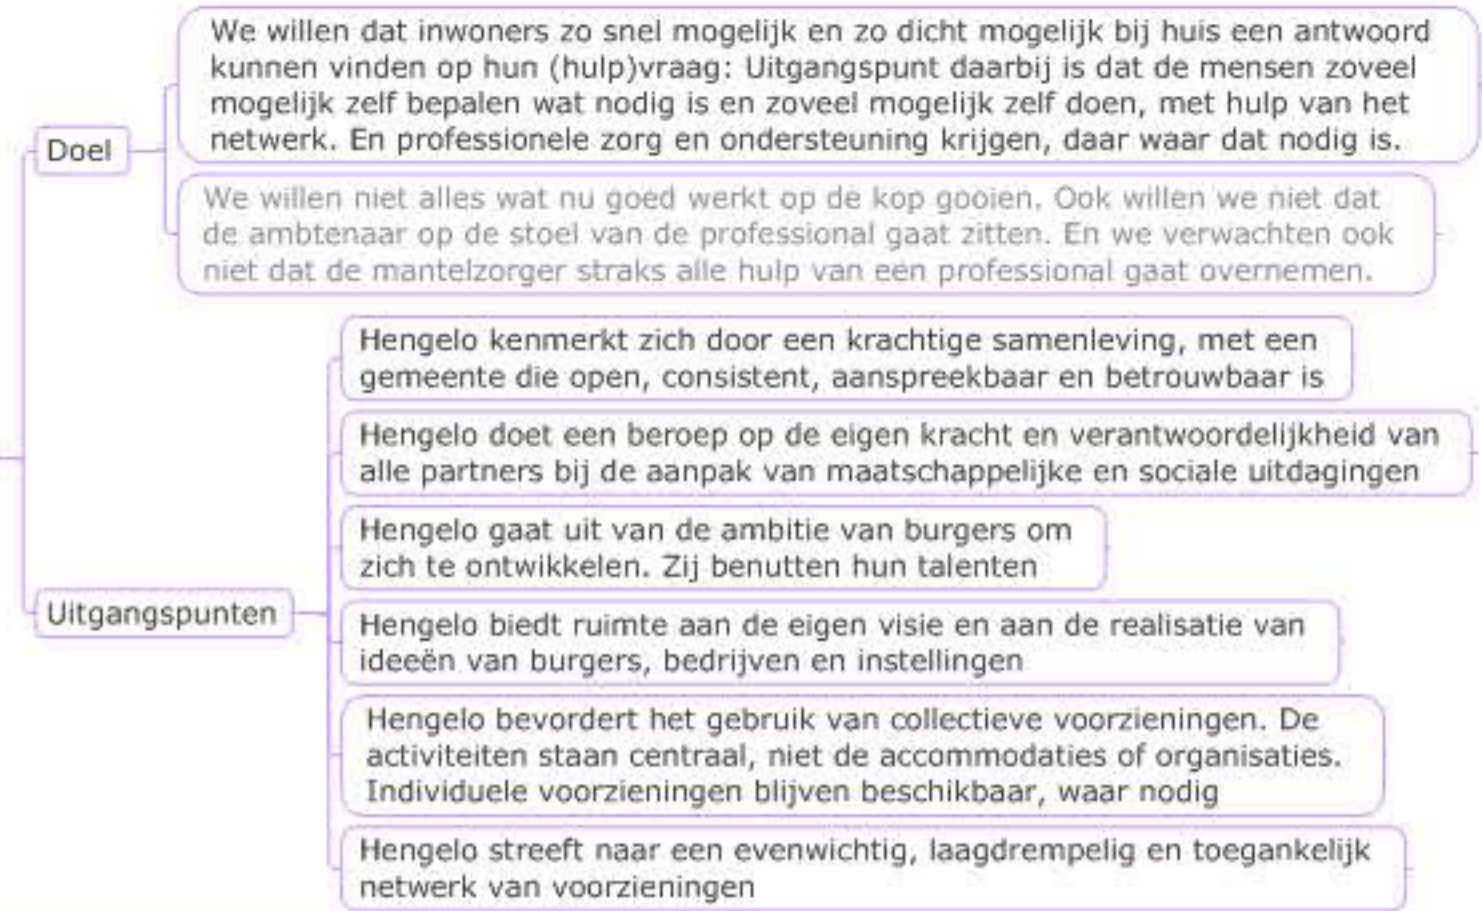 Doel
We willen dat inwoners zo snel mogelijk en zo dicht mogelijk bij huis een antwoord
kunnen vinden op hun (hulp)vraag: Uitgangspunt daarbij is dat de mensen zoveel
mogelijk zelf bepalen wat nodig is en zoveel mogelijk zelf doen, met hulp van het
netwerk. En professionele zorg en ondersteuning krijgen, daar waar dat nodig is.
We willen niet alles wat nu goed werkt op de kop gooien. Ook willen we niet dat
de ambtenaar op de stoel van de professional gaat zitten. En we verwachten ook
niet dat de mantelzorger straks alle hulp van een professional gaat overnemen.
Uitgangspunten
Hengelo kenmerkt zich door een krachtige samenleving, met een
gemeente die open, consistent, aanspreekbaar en betrouwbaar is
Hengelo doet een beroep op de eigen kracht en verantwoordelijkheid van
alle partners bij de aanpak van maatschappelijke en sociale uitdagingen
Hengelo gaat uit van de ambitie van burgers om
zich te ontwikkelen. Zij benutten hun talenten
Hengelo biedt ruimte aan de eigen visie en aan de realisatie van
ideeën van burgers, bedrijven en instellingen
Hengelo bevordert het gebruik van collectieve voorzieningen. De
activiteiten staan centraal, niet de accommodaties of organisaties.
Individuele voorzieningen blijven beschikbaar, waar nodig
Hengelo streeft naar een evenwichtig, laagdrempelig en toegankelijk
netwerk van voorzieningen